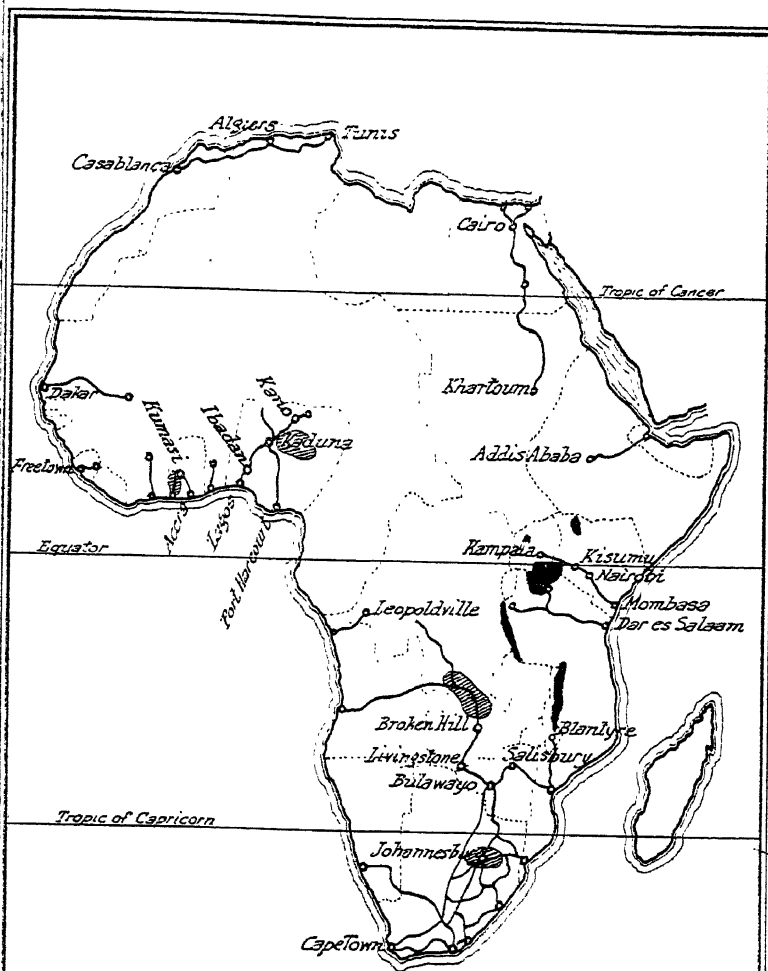 Algiers
Tunis
Casablanca
Cairo
Tropic of Cancer
Dakar
Kano
Khartoum
Kumasi
Ibadan
Kaduna
Addis Ababa
Freetown
Accra
Lagos
Port Harcourt
Equator
Kampala
Kisumu
Nairobi
Mombasa
Leopoldville
Dar es Salaam
Broken Hill
Blantyre
Livingstone
Salisbury
Bulawayo
Tropic of Capricorn
Johannesbu
Cape Town